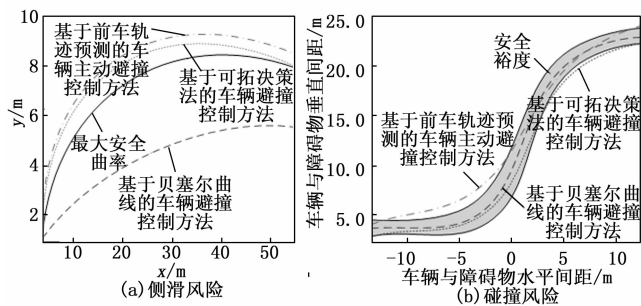 基于前车轨
迹预测的车
辆主动避撞
控制方法
基于可拓决策
法的车辆避撞
控制方法
最大安全
曲率
基于贝塞尔曲
线的车辆避撞
控制方法
y/m
10
8
6
4
2
10
20
30
40
50
x/m
(a) 侧滑风险
安全
裕度
基于前车轨迹预
测的车辆主动避
撞控制方法
基于可拓决策
法的车辆避撞
控制方法
基于贝塞尔曲
线的车辆避撞
控制方法
车辆与障碍物垂直间距/m
25.0
20.0
15.0
10.0
5.0
-10
-5
0
5
10
车辆与障碍物水平间距/m
(b) 碰撞风险